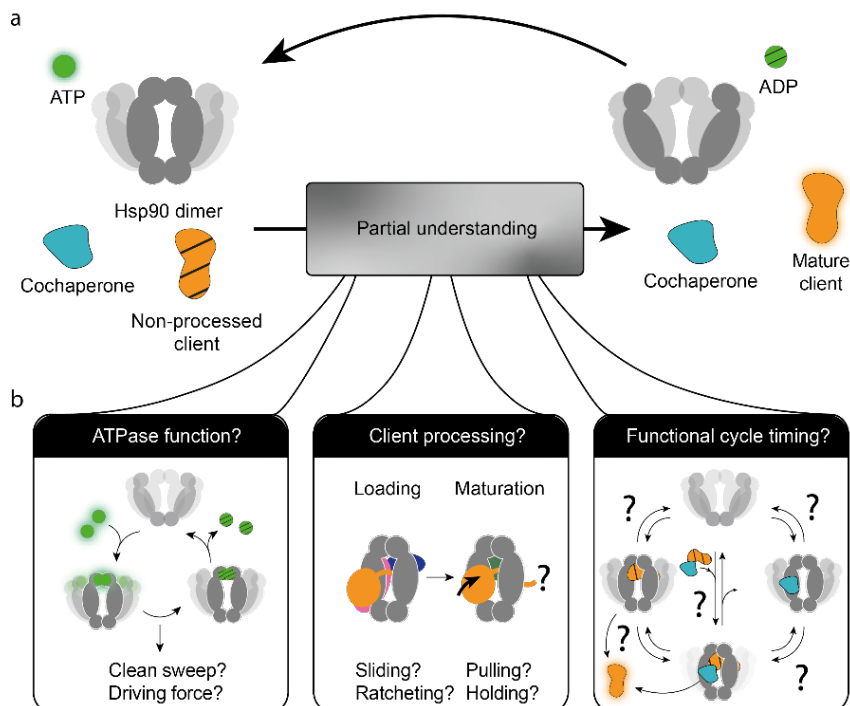 a
ATP
ADP
Hsp90 dimer
Partial understanding
Cochaperone
Non-processed
client
Cochaperone
Mature
client
b
ATPase function?
Clean sweep?
Driving force?
Client processing?
Loading
Maturation
?
Sliding?
Ratcheting?
Pulling?
Holding?
Functional cycle timing?
?
?
?
?
?